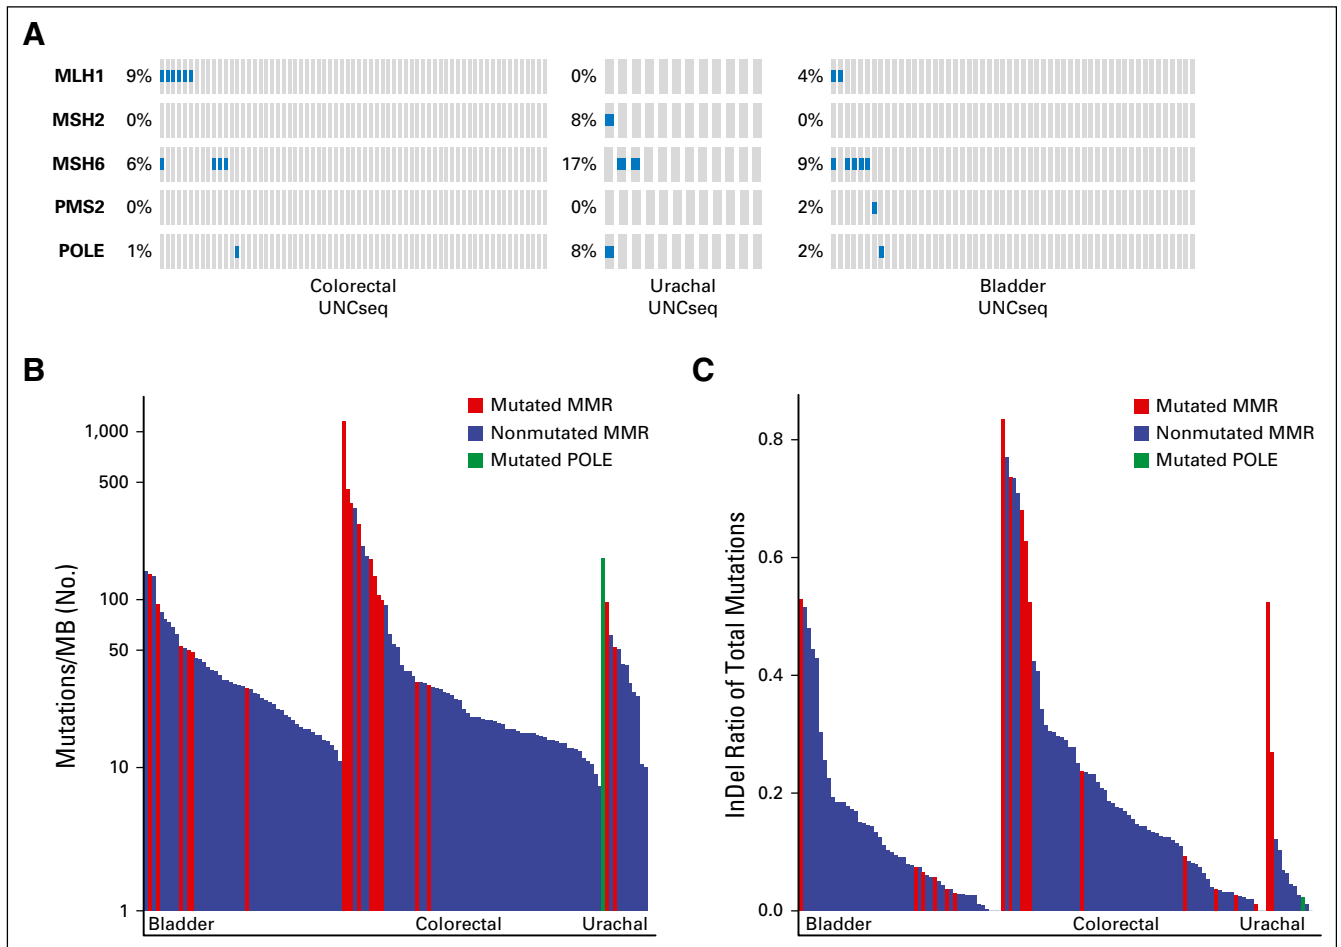 A
MLH1 9% 0% 4%
MSH2 0% 8% 0%
MSH6 6% 17% 9%
PMS2 0% 0% 2%
POLE 1% 8% 2%
Colorectal Urachal Bladder
UNCseq UNCseq UNCseq
B
Mutations/MB (No.)
1,000
500
100
50
10
1
Mutated MMR
Nonmutated MMR
Mutated POLE
Bladder Colorectal Urachal
C
InDel Ratio of Total Mutations
0.8
0.6
0.4
0.2
0.0
Mutated MMR
Nonmutated MMR
Mutated POLE
Bladder Colorectal Urachal